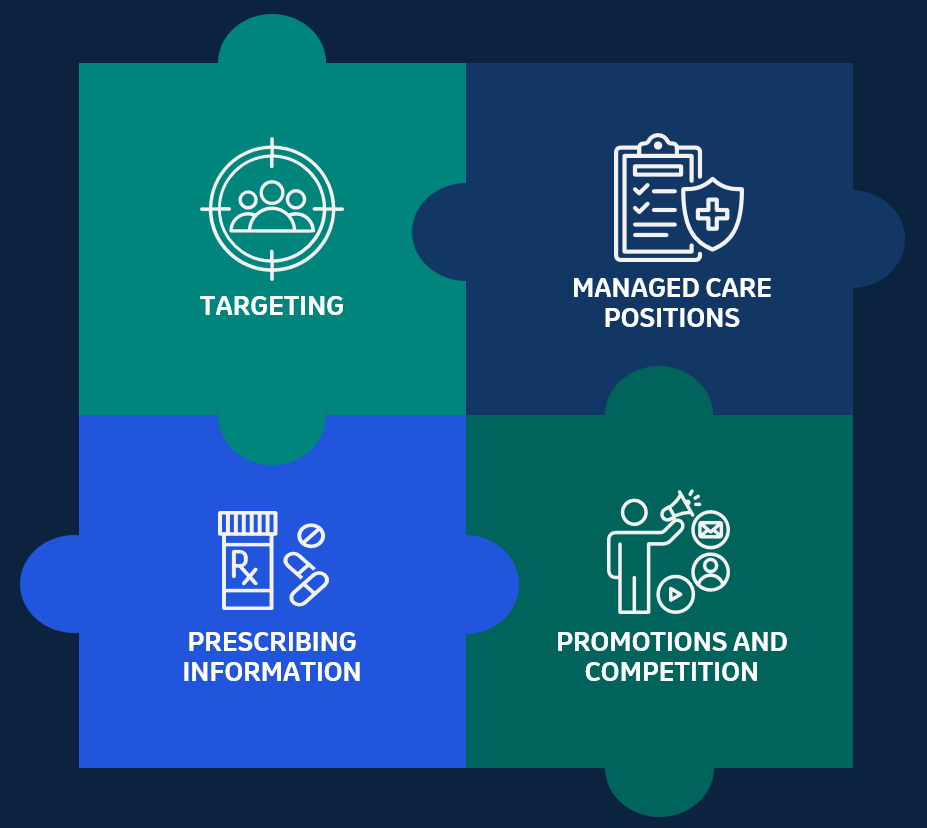 TARGETING
MANAGED CARE
POSITIONS
Rx
PRESCRIBING
INFORMATION
PROMOTIONS AND
COMPETITION